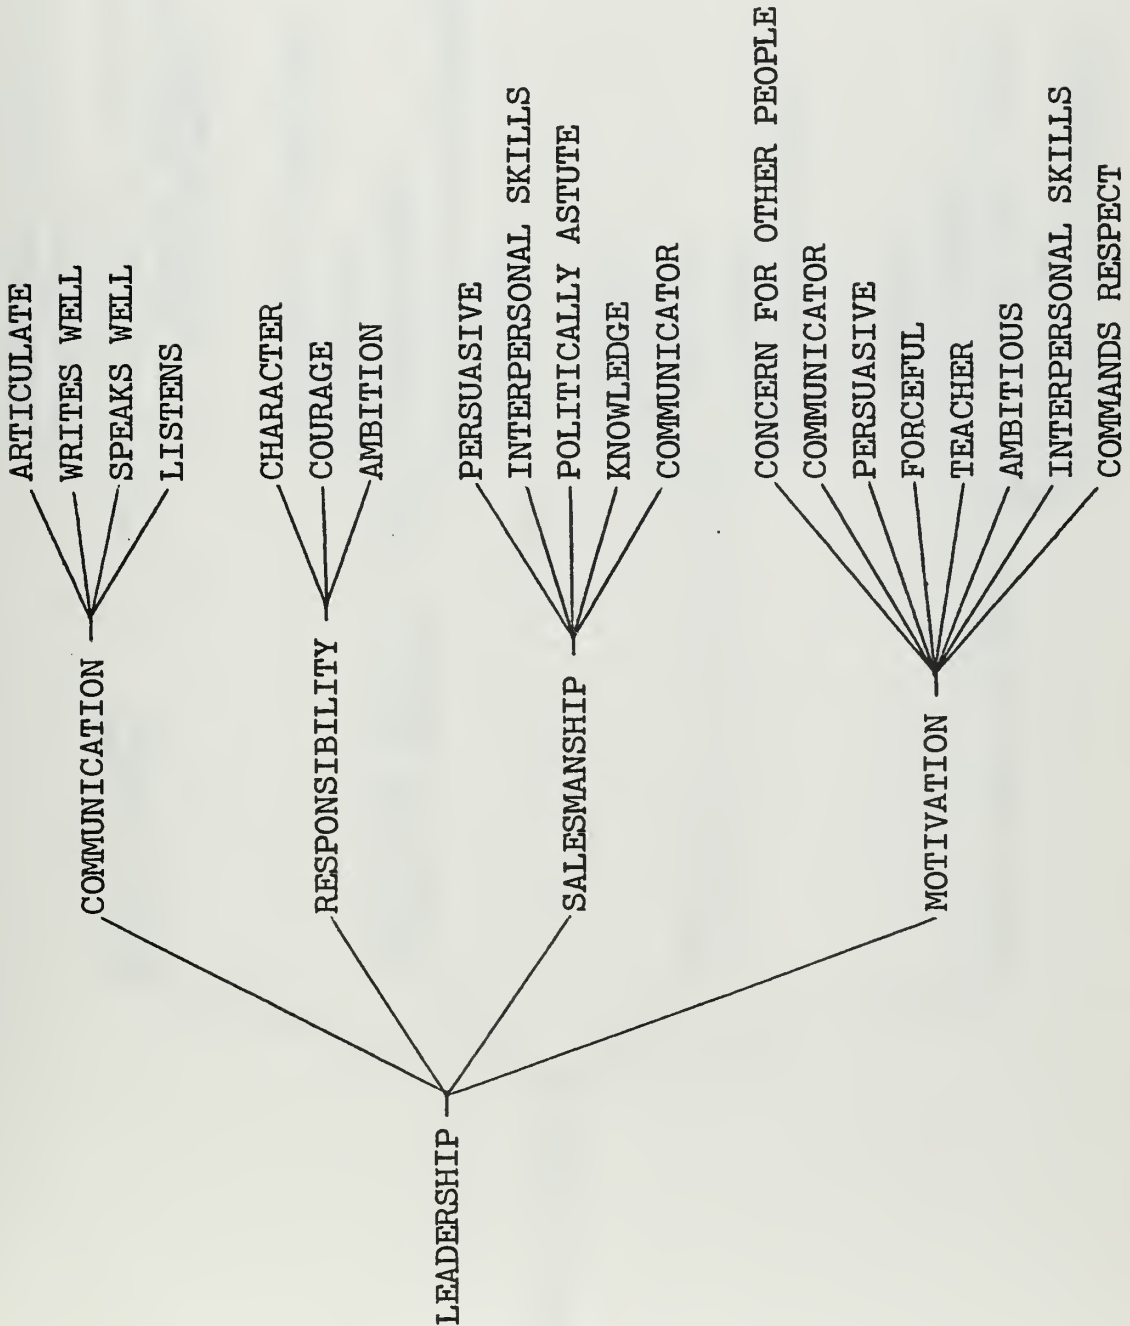 LEADERSHIP
COMMUNICATION
ARTICULATE
WRITES WELL
SPEAKS WELL
LISTENS
RESPONSIBILITY
CHARACTER
COURAGE
AMBITION
SALESMANSHIP
PERSUASIVE
INTERPERSONAL SKILLS
POLITICALLY ASTUTE
KNOWLEDGE
COMMUNICATOR
MOTIVATION
CONCERN FOR OTHER PEOPLE
COMMUNICATOR
PERSUASIVE
FORCEFUL
TEACHER
AMBITIOUS
INTERPERSONAL SKILLS
COMMANDS RESPECT